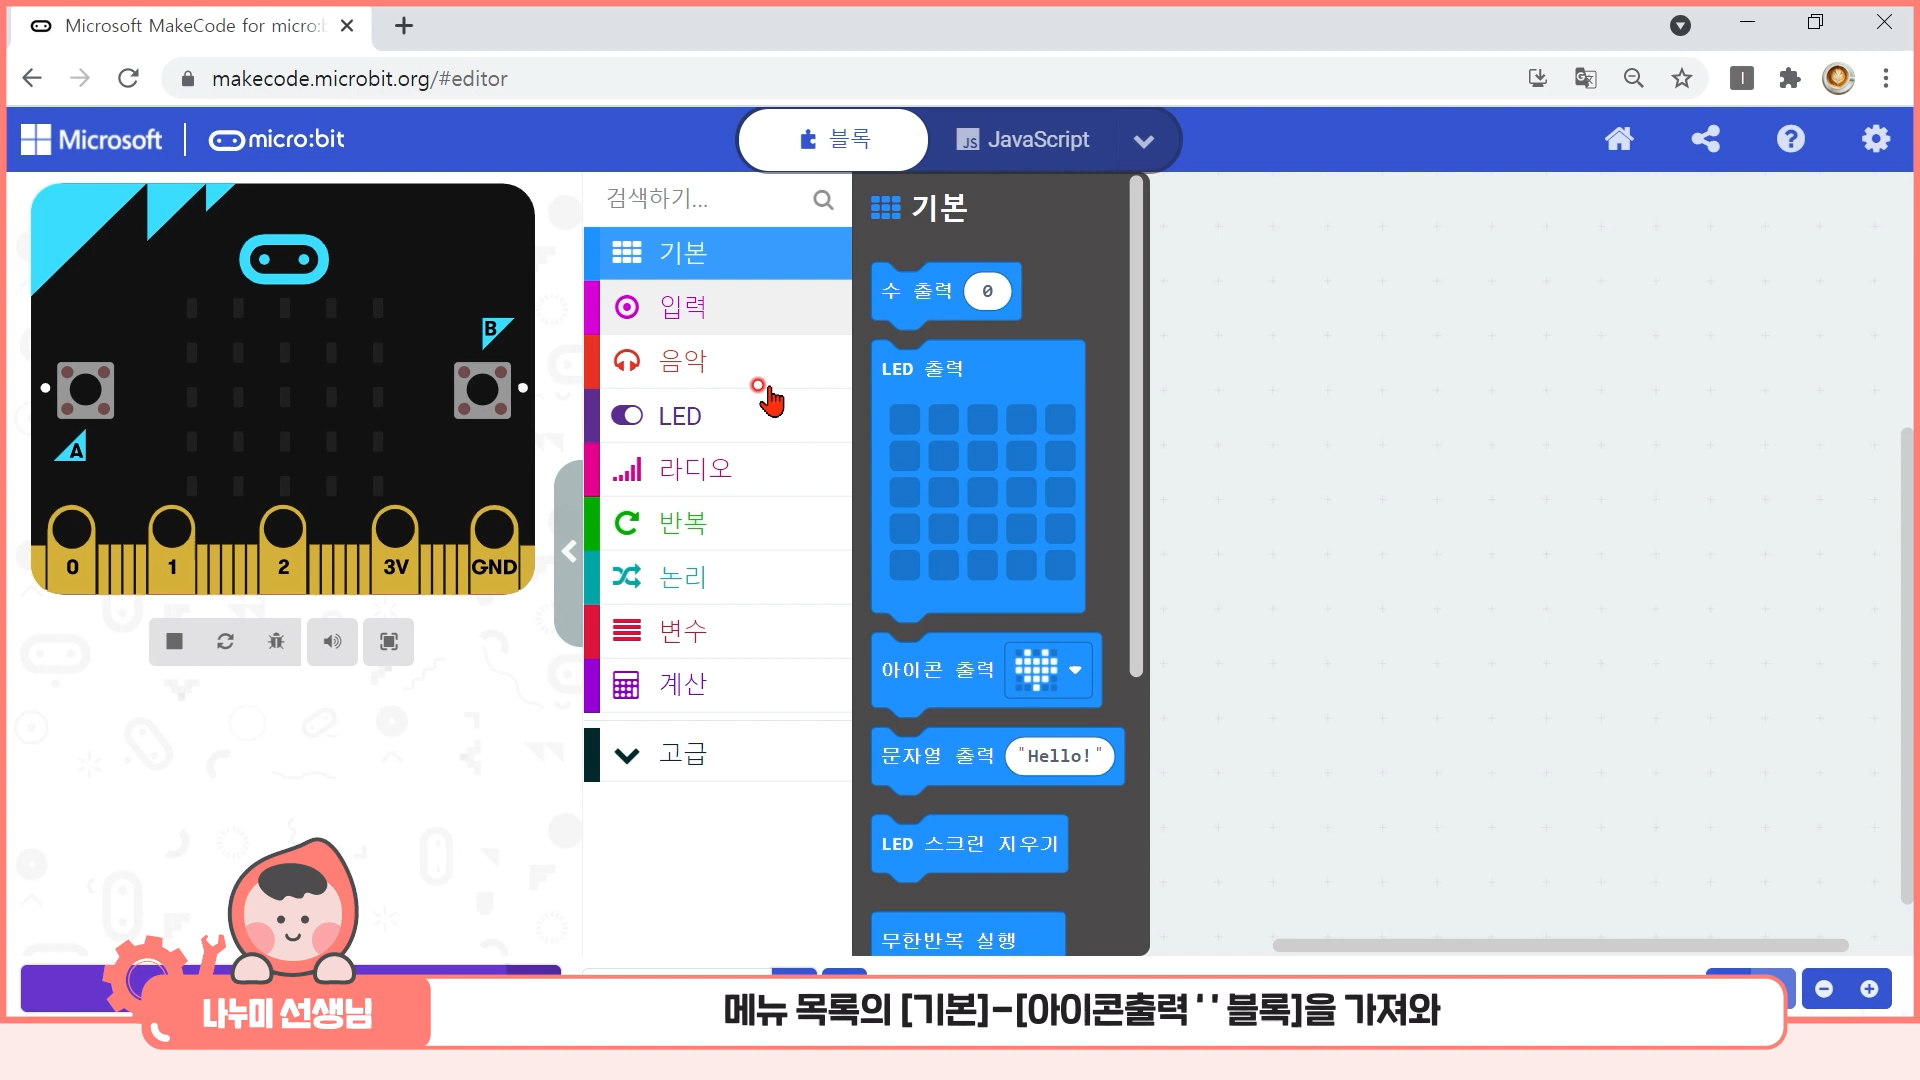 Microsoft MakeCode for micro:b
makecode.microbit.org/#editor
Microsoft
micro:bit
블록
JS JavaScript
검색하기...
기본
입력
음악
LED
라디오
반복
논리
변수
계산
고급
기본
수 출력 0
LED 출력
아이콘 출력
문자열 출력 "Hello!"
LED 스크린 지우기
무한반복 실행
B
A
0 1 2 3V GND
나누미 선생님
메뉴 목록의 [기본]-[아이콘출력 ' ' 블록]을 가져와